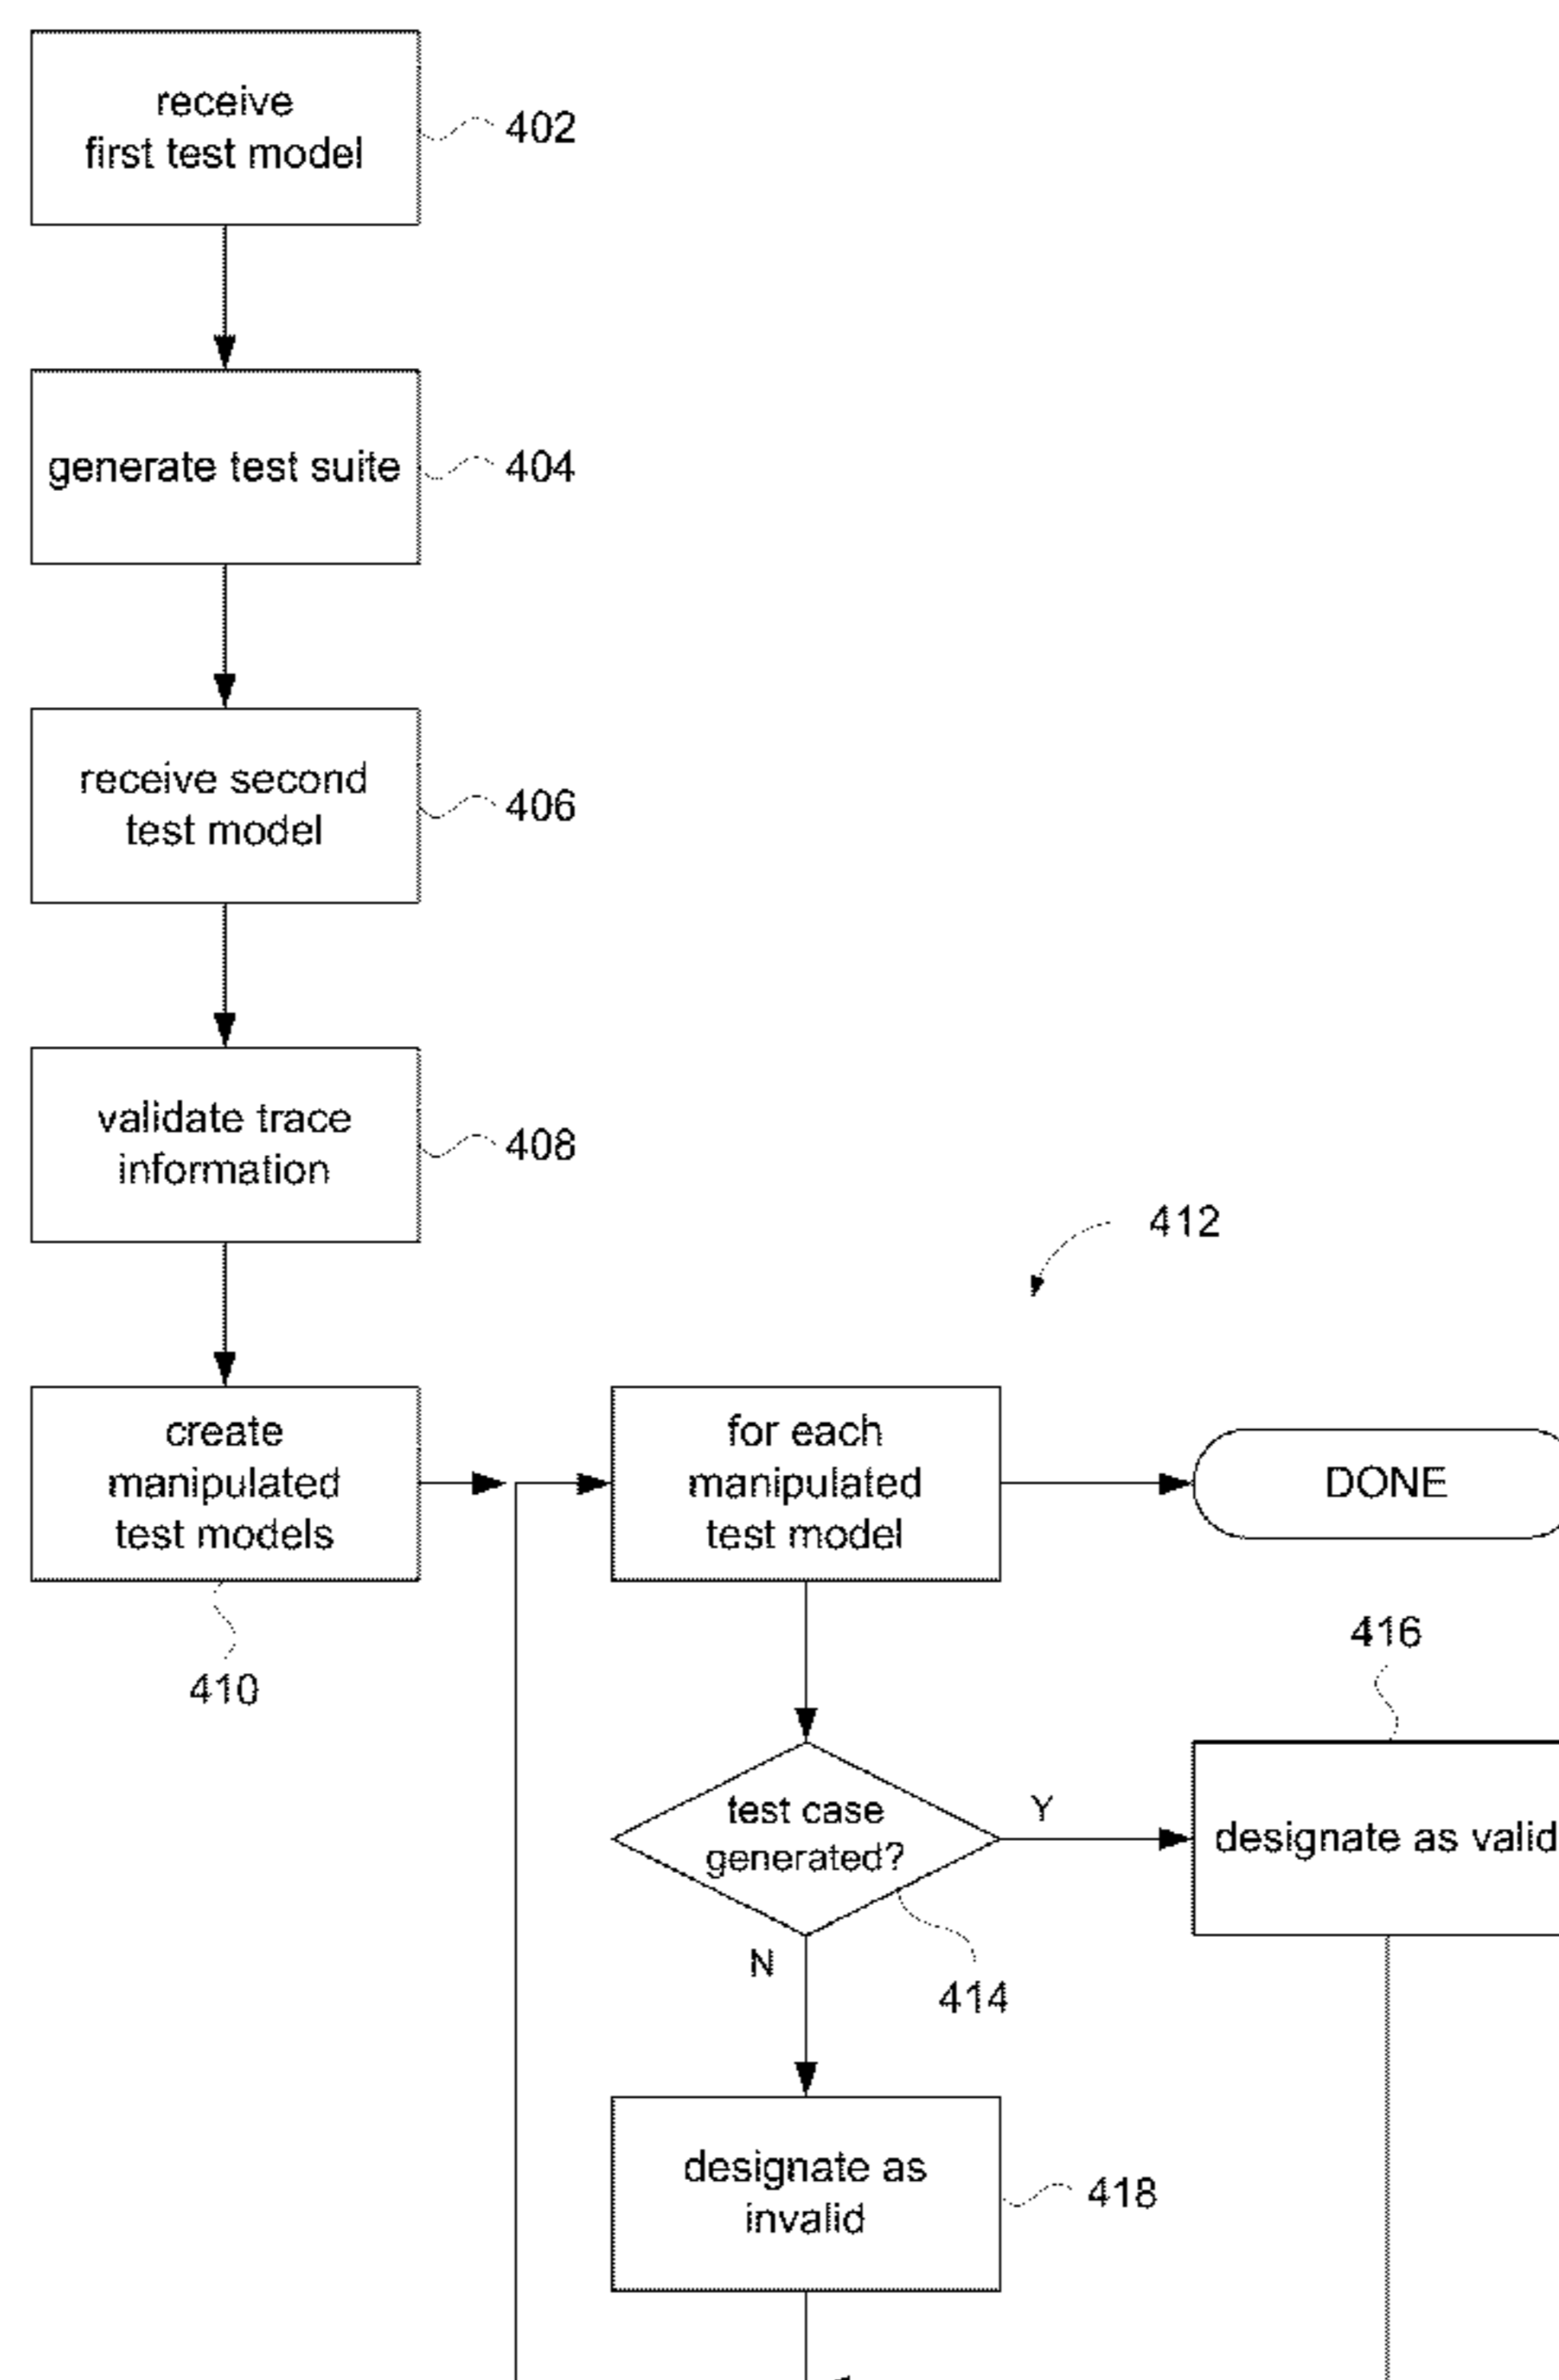 receive
first test model
402
generate test suite
404
receive second
test model
406
validate trace
information
408
412
create
manipulated
test models
410
for each
manipulated
test model
DONE
416
test case
generated?
Y
designate as valid
N
414
designate as
invalid
418